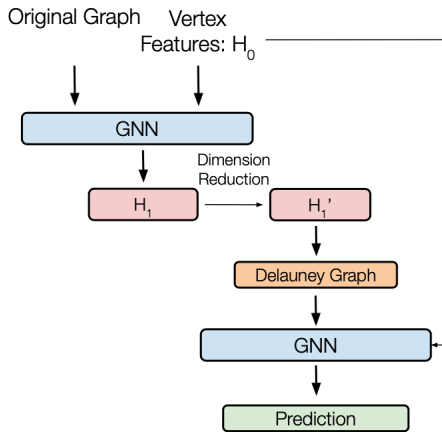 Original Graph
Vertex
Features: H₀
GNN
Dimension
Reduction
H₁
H₁'
Delauney Graph
GNN
Prediction